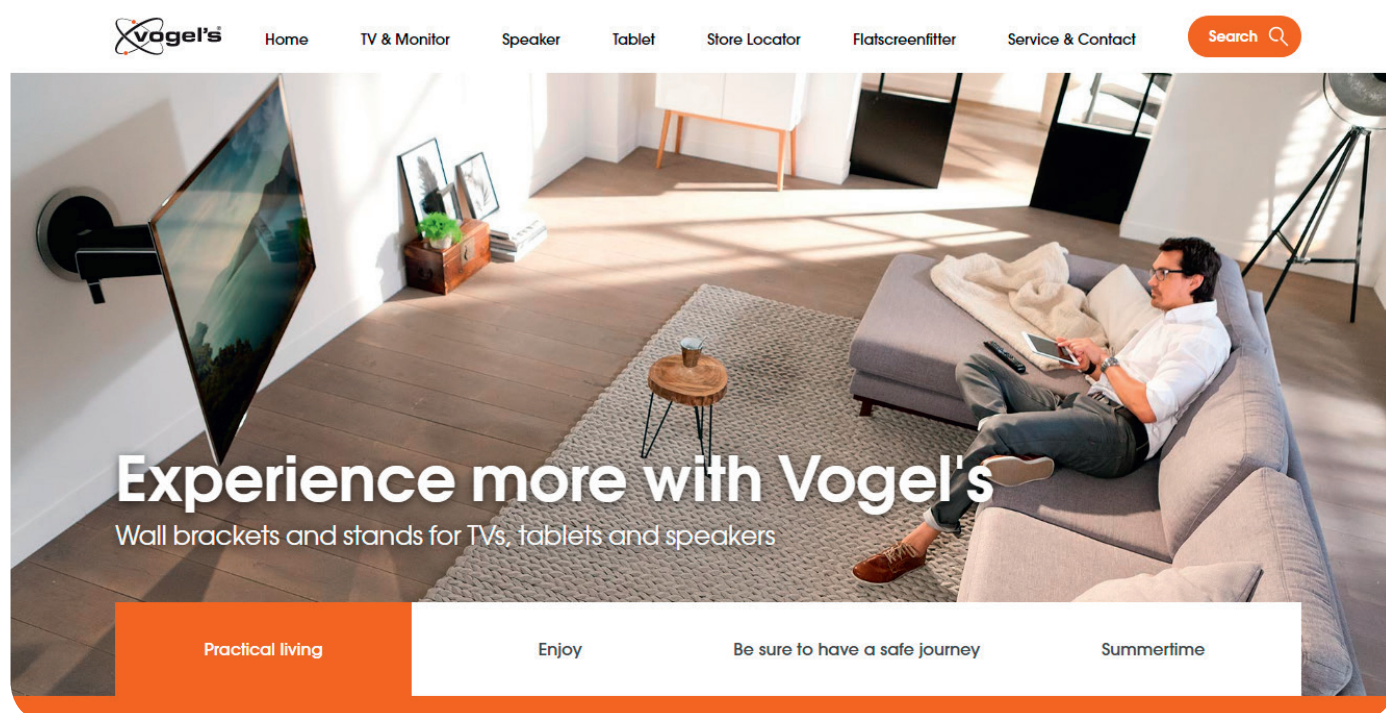 vogel's
Home
TV & Monitor
Speaker
Tablet
Store Locator
Flatscreenfitter
Service & Contact
Search
Experience more with Vogel's
Wall brackets and stands for TVs, tablets and speakers
Practical living
Enjoy
Be sure to have a safe journey
Summertime